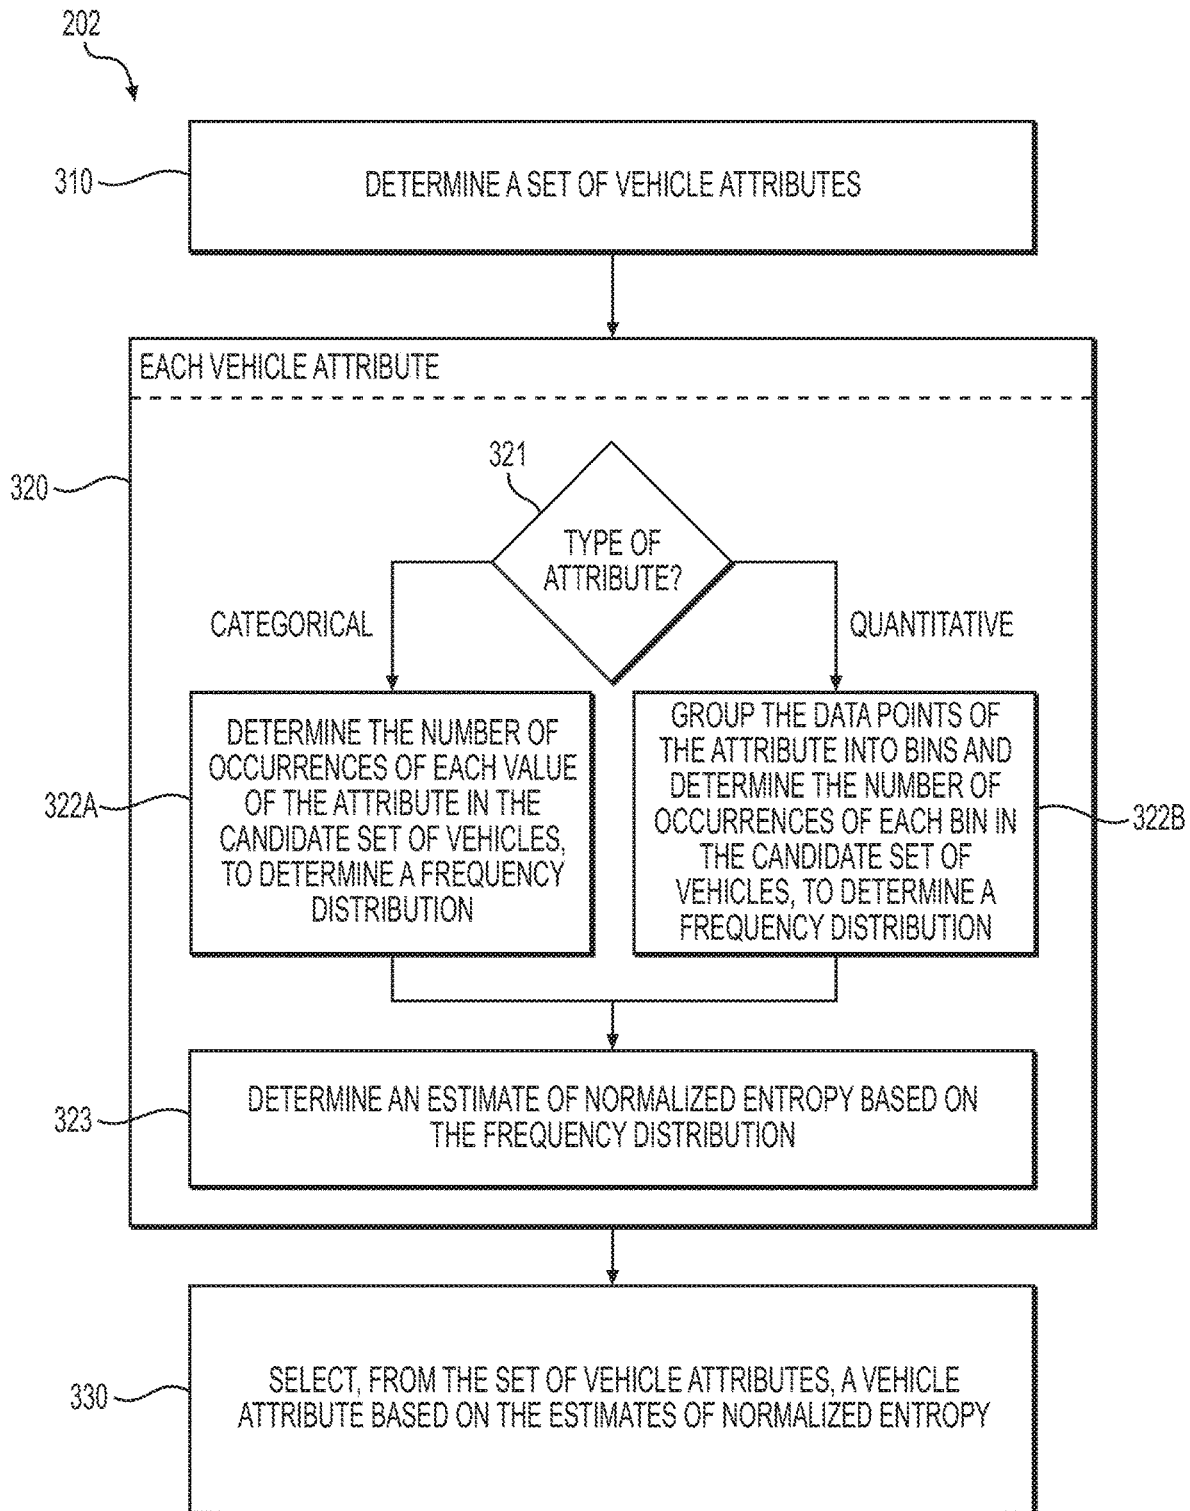 202
310
DETERMINE A SET OF VEHICLE ATTRIBUTES
EACH VEHICLE ATTRIBUTE
320
321
TYPE OF
ATTRIBUTE?
CATEGORICAL
QUANTITATIVE
322A
DETERMINE THE NUMBER OF
OCCURRENCES OF EACH VALUE
OF THE ATTRIBUTE IN THE
CANDIDATE SET OF VEHICLES,
TO DETERMINE A FREQUENCY
DISTRIBUTION
GROUP THE DATA POINTS OF
THE ATTRIBUTE INTO BINS AND
DETERMINE THE NUMBER OF
OCCURRENCES OF EACH BIN IN
THE CANDIDATE SET OF
VEHICLES, TO DETERMINE A
FREQUENCY DISTRIBUTION
322B
323
DETERMINE AN ESTIMATE OF NORMALIZED ENTROPY BASED ON
THE FREQUENCY DISTRIBUTION
330
SELECT, FROM THE SET OF VEHICLE ATTRIBUTES, A VEHICLE
ATTRIBUTE BASED ON THE ESTIMATES OF NORMALIZED ENTROPY